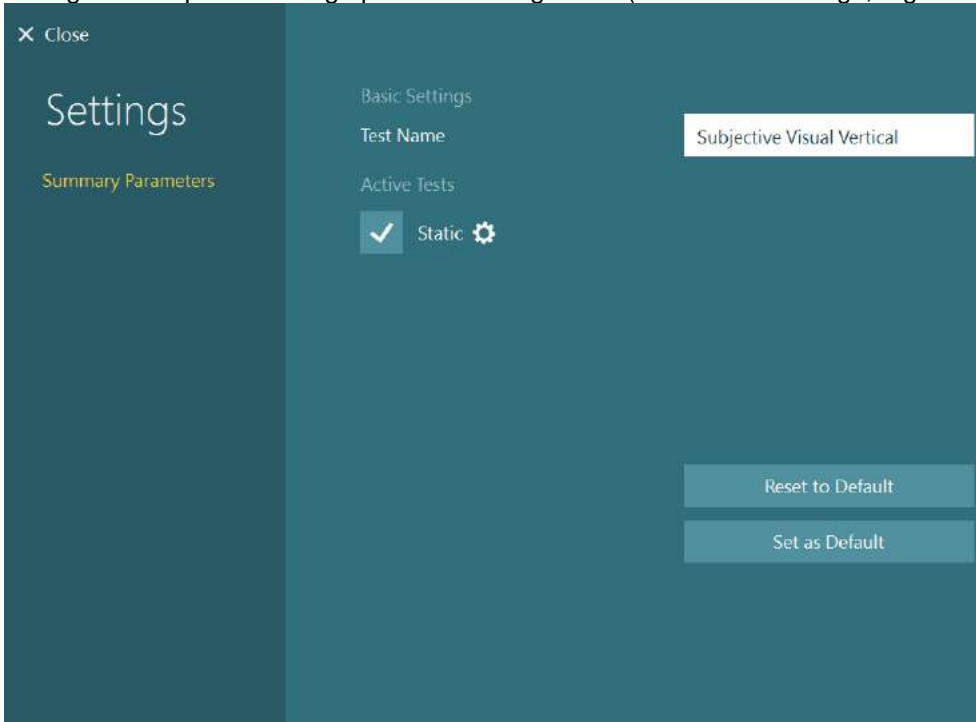 Close
Settings
Summary Parameters
Basic Settings
Test Name
Subjective Visual Vertical
Active Tests
Static
Reset to Default
Set as Default